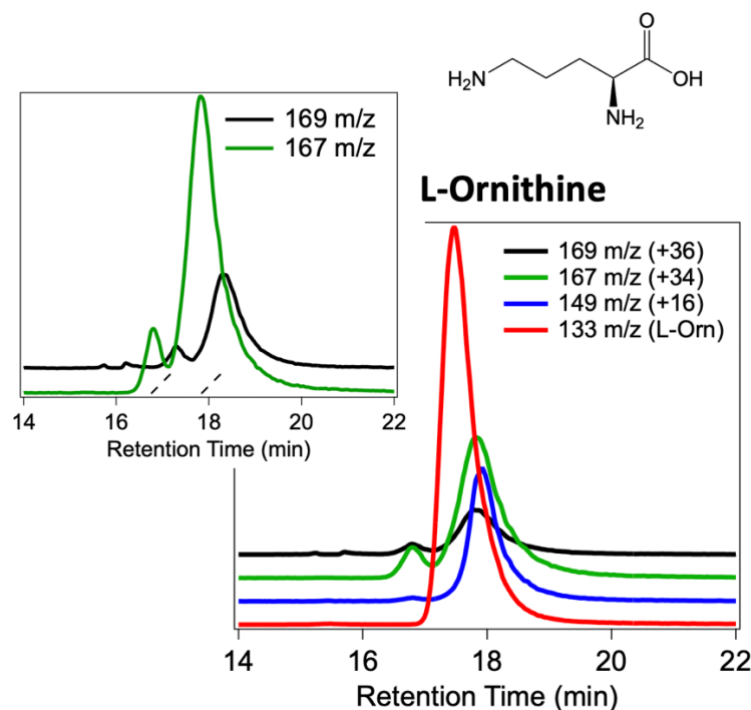 O
H₂N
OH
NH₂
L-Ornithine
169 m/z
167 m/z
14 16 18 20 22
Retention Time (min)
169 m/z (+36)
167 m/z (+34)
149 m/z (+16)
133 m/z (L-Orn)
14 16 18 20 22
Retention Time (min)